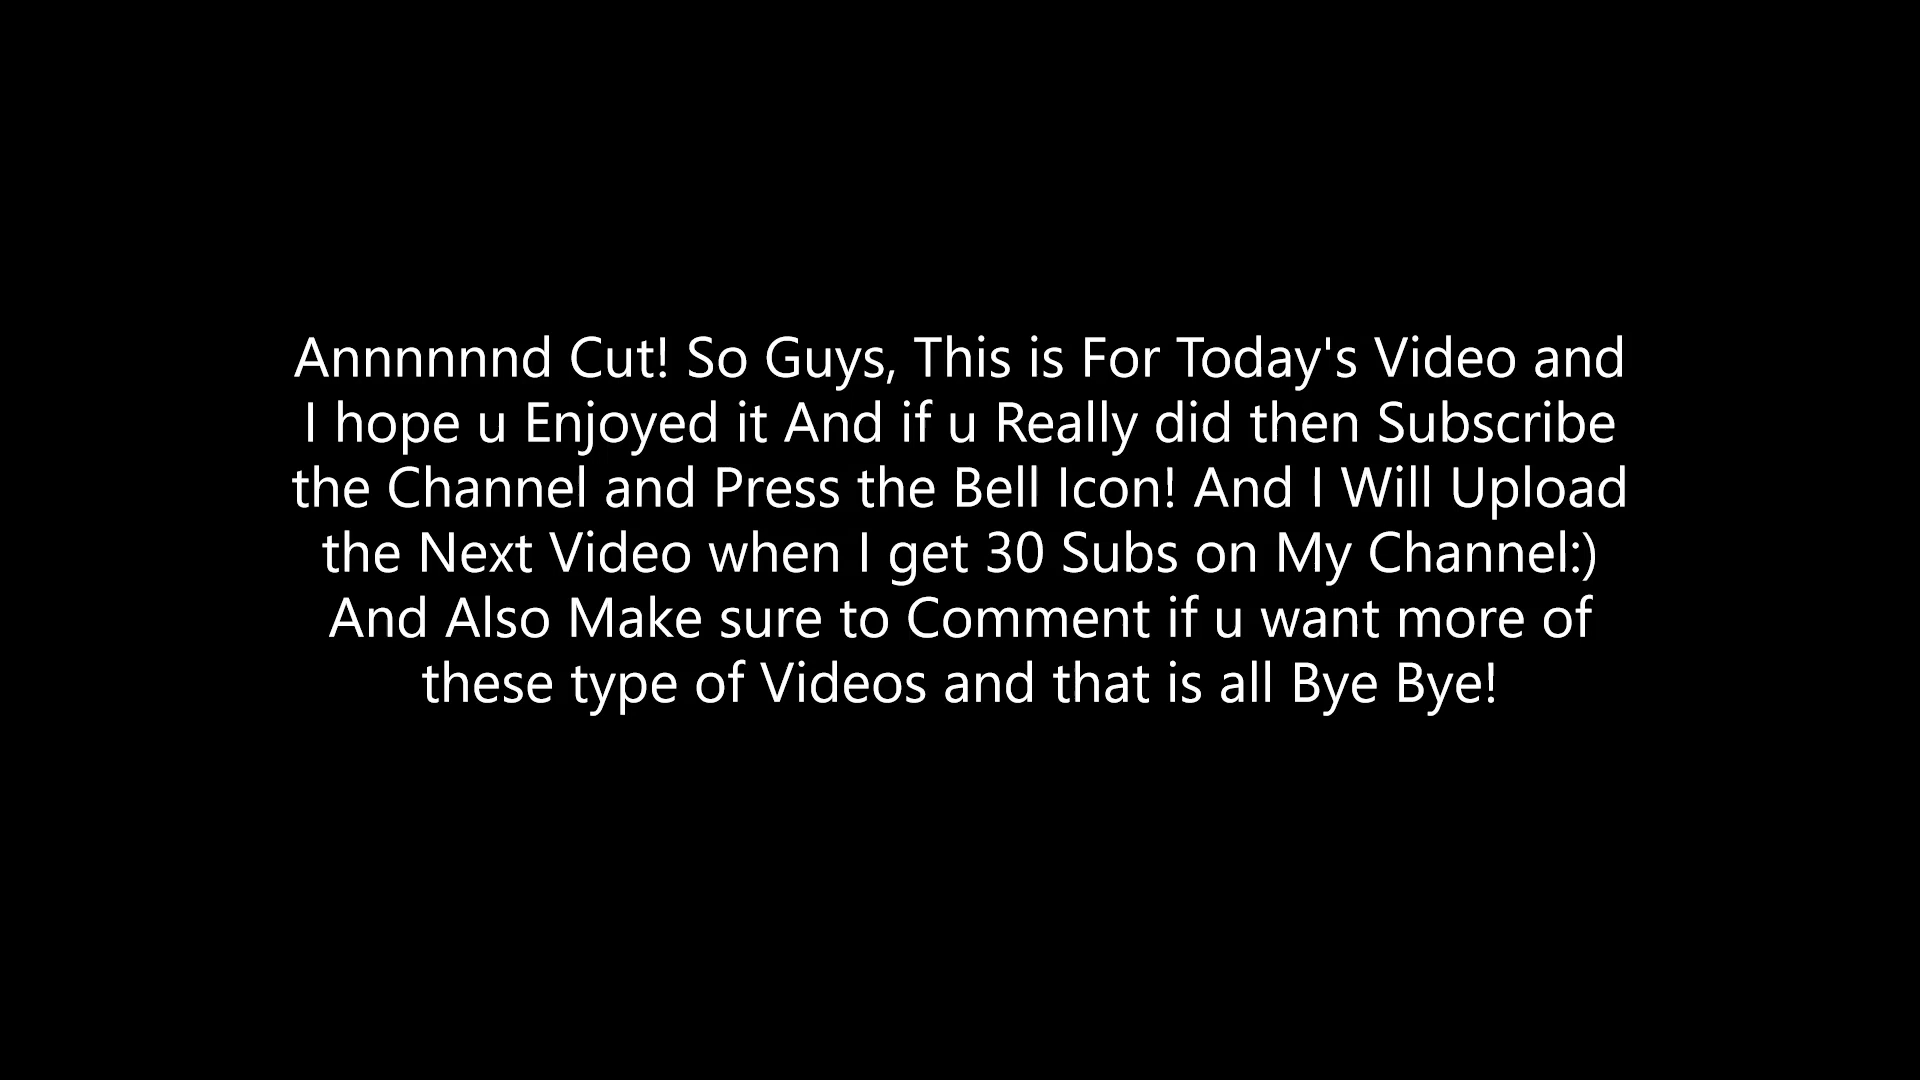 Annnnnnd Cut! So Guys, This is For Today's Video and
I hope u Enjoyed it And if u Really did then Subscribe
the Channel and Press the Bell Icon! And I Will Upload
the Next Video when I get 30 Subs on My Channel:)
And Also Make sure to Comment if u want more of
these type of Videos and that is all Bye Bye!